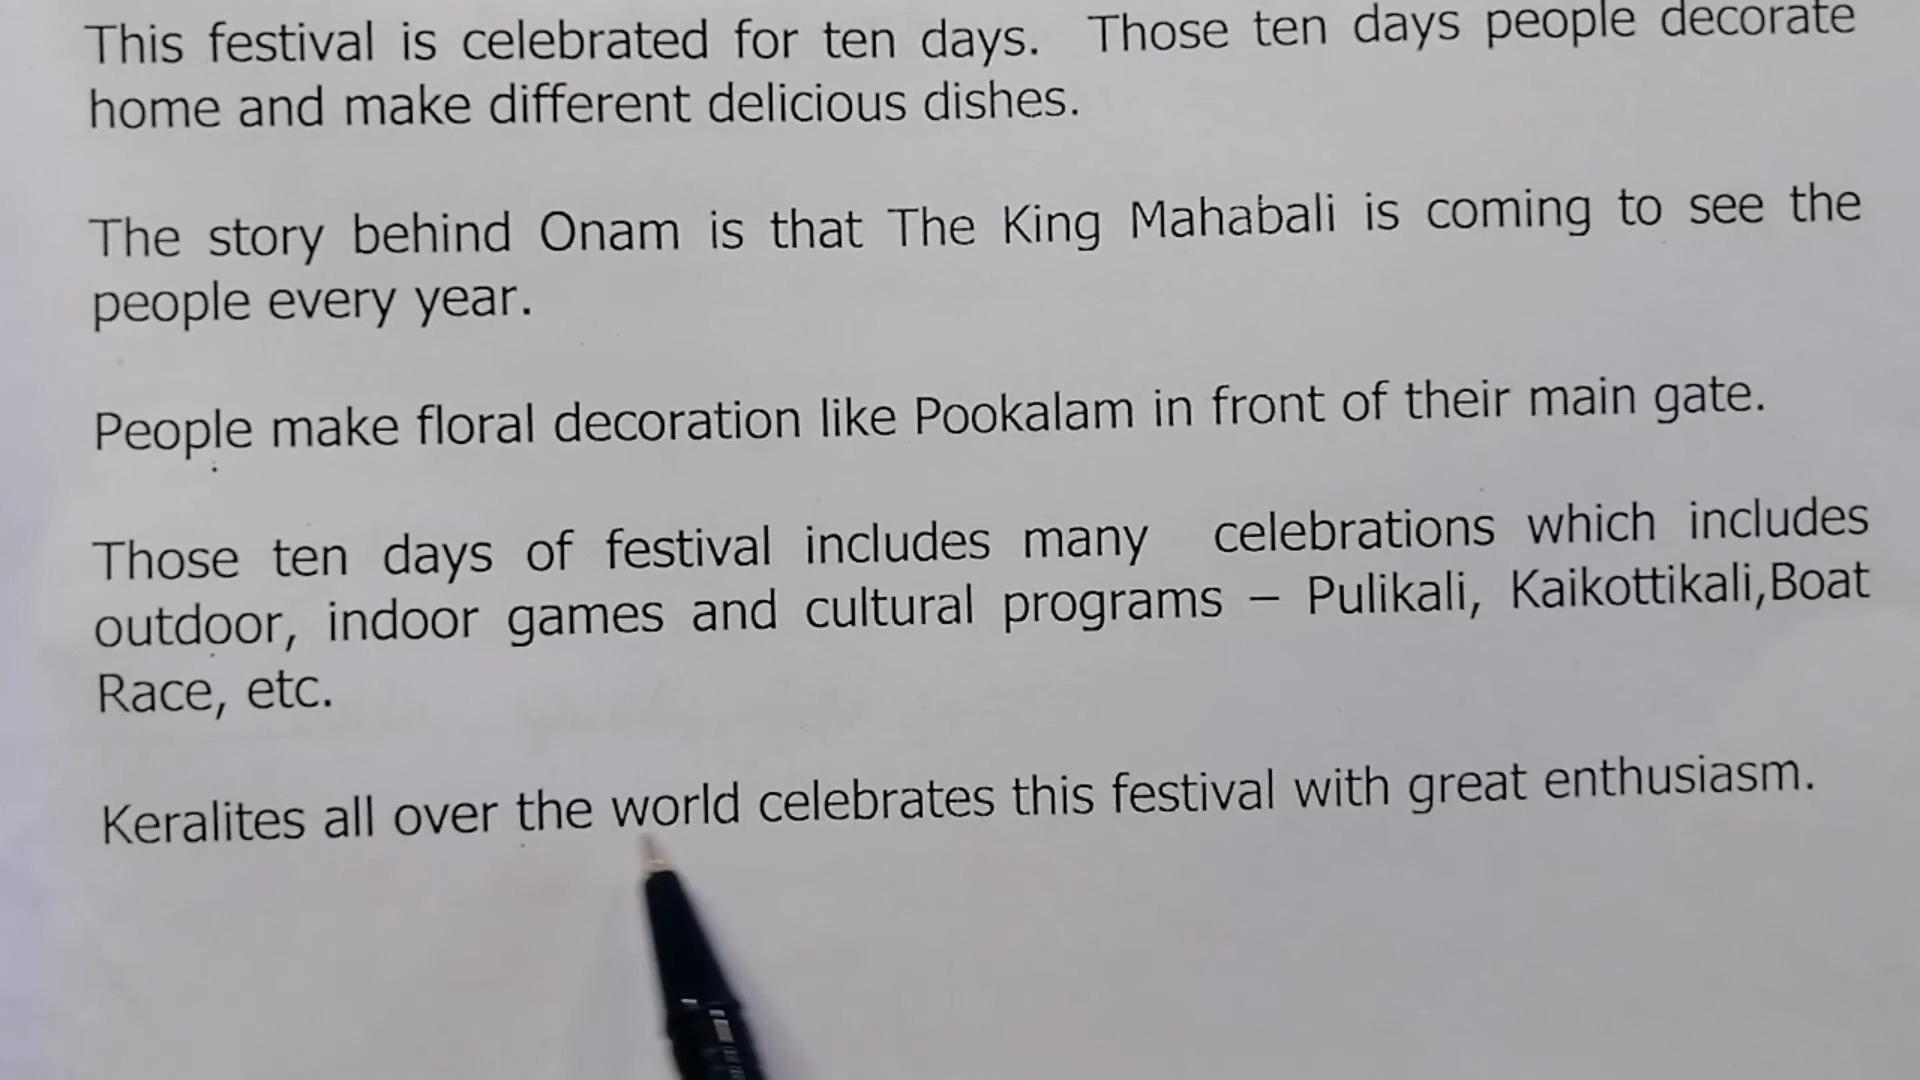 This festival is celebrated for ten days. Those ten days people decorate
home and make different delicious dishes.
The story behind Onam is that The King Mahabali is coming to see the
people every year.
People make floral decoration like Pookalam in front of their main gate.
Those ten days of festival includes many celebrations which includes
outdoor, indoor games and cultural programs – Pulikali, Kaikottikali,Boat
Race, etc.
Keralites all over the world celebrates this festival with great enthusiasm.